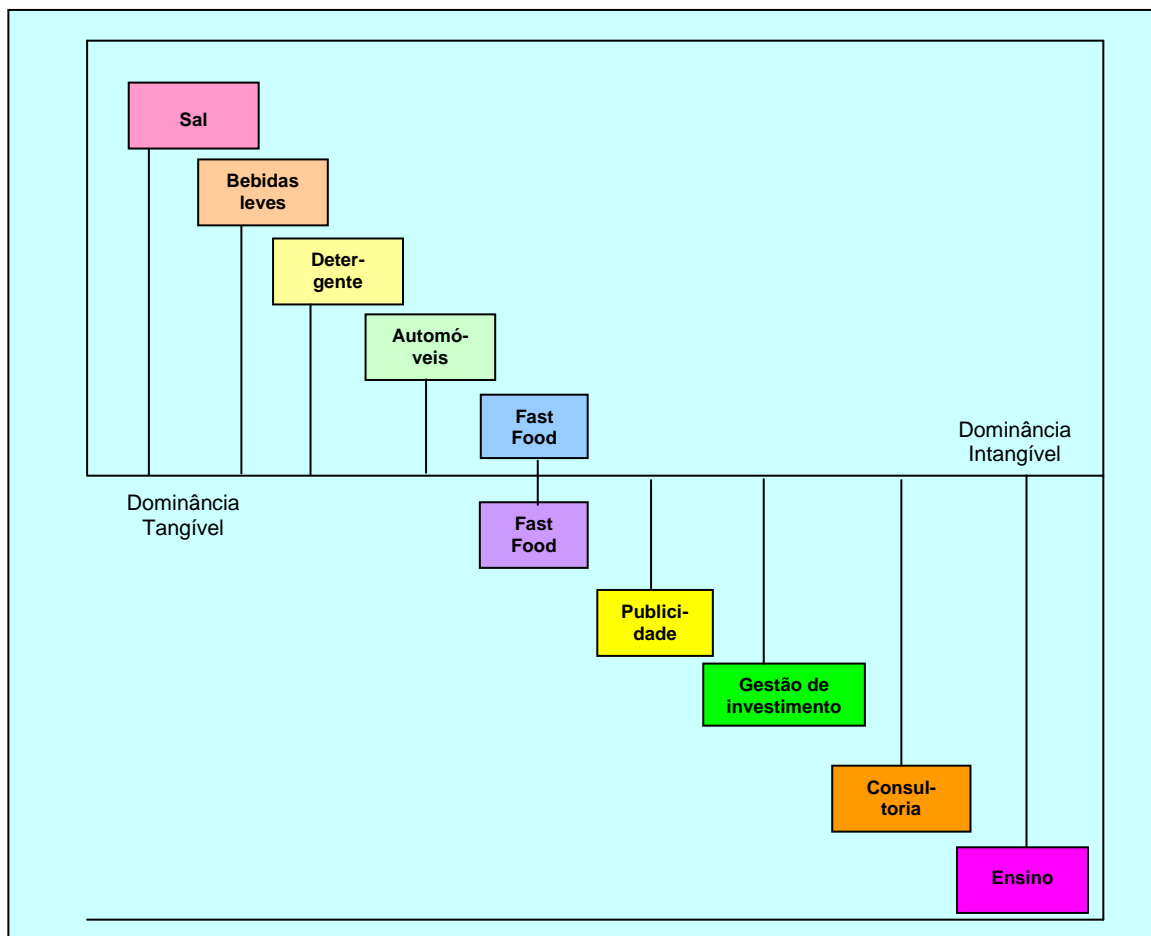 Sal
Bebidas
leves
Deter-
gente
Automó-
veis
Fast
Food
Dominância
Intangível
Dominância
Tangível
Fast
Food
Publici-
dade
Gestão de
investimento
Consul-
toria
Ensino